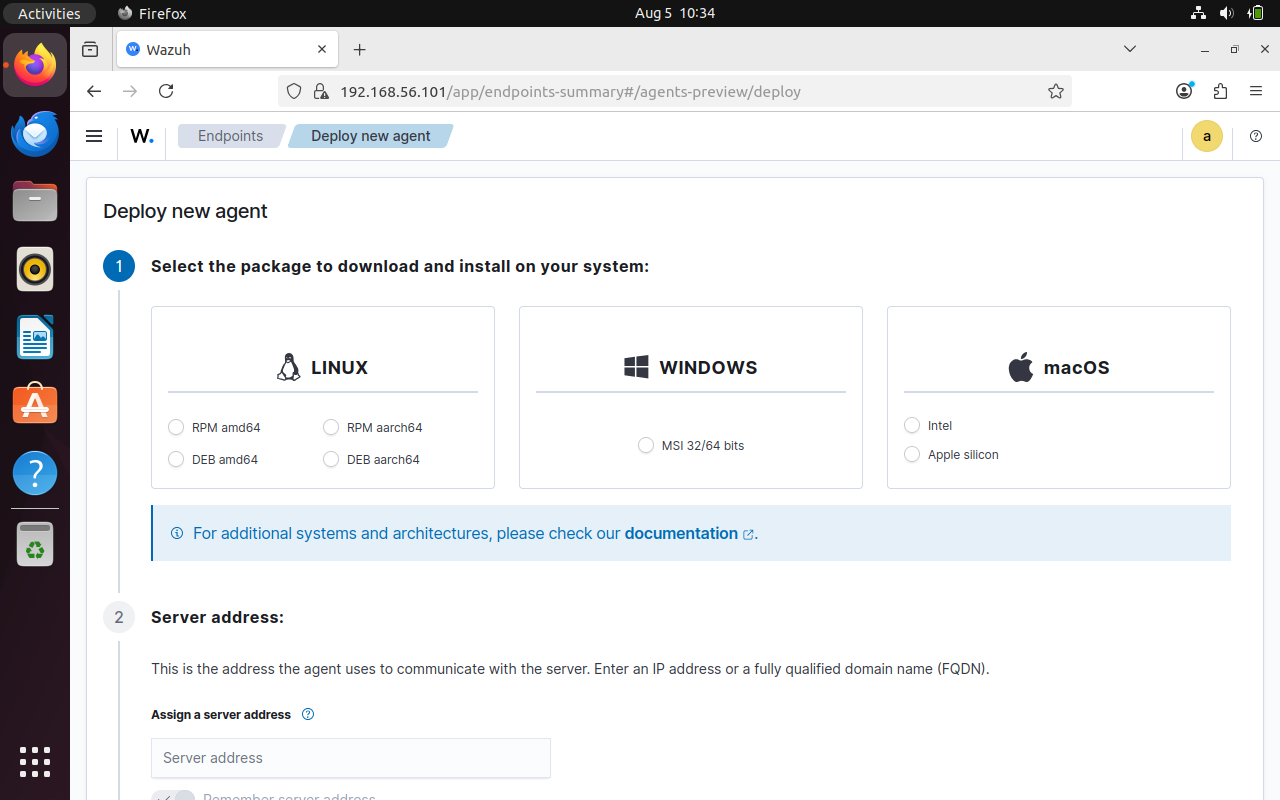 Activities
Firefox
Aug 5 10:34
Wazuh
192.168.56.101/app/endpoints-summary#/agents-preview/deploy
W.
Endpoints
Deploy new agent
a
Deploy new agent
1
Select the package to download and install on your system:
LINUX
RPM amd64
RPM aarch64
DEB amd64
DEB aarch64
WINDOWS
MSI 32/64 bits
macOS
Intel
Apple silicon
For additional systems and architectures, please check our documentation.
2
Server address:
This is the address the agent uses to communicate with the server. Enter an IP address or a fully qualified domain name (FQDN).
Assign a server address
Server address
Remember server address